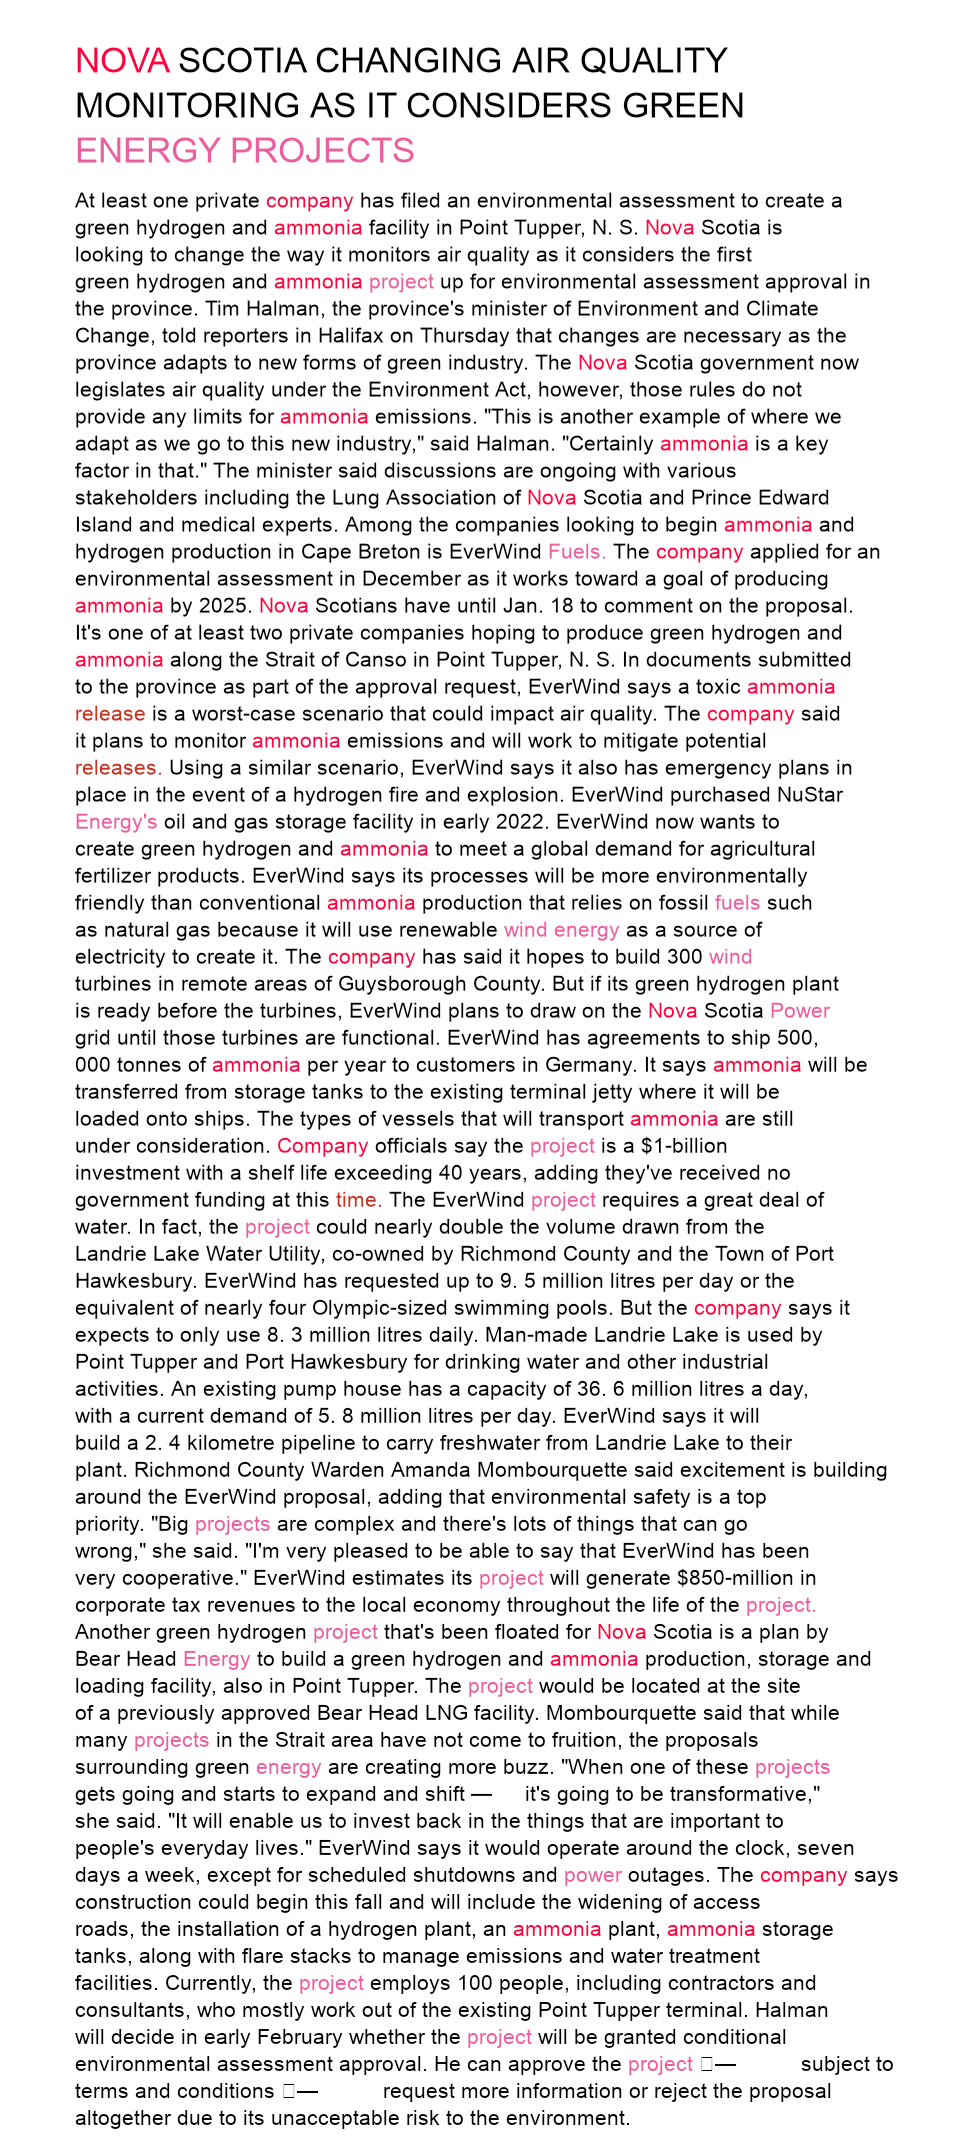 NOVA SCOTIA CHANGING AIR QUALITY
MONITORING AS IT CONSIDERS GREEN
ENERGY PROJECTS
At least one private company has filed an environmental assessment to create a
green hydrogen and ammonia facility in Point Tupper, N. S. Nova Scotia is
looking to change the way it monitors air quality as it considers the first
green hydrogen and ammonia project up for environmental assessment approval in
the province. Tim Halman, the province's minister of Environment and Climate
Change, told reporters in Halifax on Thursday that changes are necessary as the
province adapts to new forms of green industry. The Nova Scotia government now
legislates air quality under the Environment Act, however, those rules do not
provide any limits for ammonia emissions. "This is another example of where we
adapt as we go to this new industry," said Halman. "Certainly ammonia is a key
factor in that." The minister said discussions are ongoing with various
stakeholders including the Lung Association of Nova Scotia and Prince Edward
Island and medical experts. Among the companies looking to begin ammonia and
hydrogen production in Cape Breton is EverWind Fuels. The company applied for an
environmental assessment in December as it works toward a goal of producing
ammonia by 2025. Nova Scotians have until Jan. 18 to comment on the proposal.
It's one of at least two private companies hoping to produce green hydrogen and
ammonia along the Strait of Canso in Point Tupper, N. S. In documents submitted
to the province as part of the approval request, EverWind says a toxic ammonia
release is a worst-case scenario that could impact air quality. The company said
it plans to monitor ammonia emissions and will work to mitigate potential
releases. Using a similar scenario, EverWind says it also has emergency plans in
place in the event of a hydrogen fire and explosion. EverWind purchased NuStar
Energy's oil and gas storage facility in early 2022. EverWind now wants to
create green hydrogen and ammonia to meet a global demand for agricultural
fertilizer products. EverWind says its processes will be more environmentally
friendly than conventional ammonia production that relies on fossil fuels such
as natural gas because it will use renewable wind energy as a source of
electricity to create it. The company has said it hopes to build 300 wind
turbines in remote areas of Guysborough County. But if its green hydrogen plant
is ready before the turbines, EverWind plans to draw on the Nova Scotia Power
grid until those turbines are functional. EverWind has agreements to ship 500,
000 tonnes of ammonia per year to customers in Germany. It says ammonia will be
transferred from storage tanks to the existing terminal jetty where it will be
loaded onto ships. The types of vessels that will transport ammonia are still
under consideration. Company officials say the project is a $1-billion
investment with a shelf life exceeding 40 years, adding they've received no
government funding at this time. The EverWind project requires a great deal of
water. In fact, the project could nearly double the volume drawn from the
Landrie Lake Water Utility, co-owned by Richmond County and the Town of Port
Hawkesbury. EverWind has requested up to 9. 5 million litres per day or the
equivalent of nearly four Olympic-sized swimming pools. But the company says it
expects to only use 8. 3 million litres daily. Man-made Landrie Lake is used by
Point Tupper and Port Hawkesbury for drinking water and other industrial
activities. An existing pump house has a capacity of 36. 6 million litres a day,
with a current demand of 5. 8 million litres per day. EverWind says it will
build a 2. 4 kilometre pipeline to carry freshwater from Landrie Lake to their
plant. Richmond County Warden Amanda Mombourquette said excitement is building
around the EverWind proposal, adding that environmental safety is a top
priority. "Big projects are complex and there's lots of things that can go
wrong," she said. "I'm very pleased to be able to say that EverWind has been
very cooperative." EverWind estimates its project will generate $850-million in
corporate tax revenues to the local economy throughout the life of the project.
Another green hydrogen project that's been floated for Nova Scotia is a plan by
Bear Head Energy to build a green hydrogen and ammonia production, storage and
loading facility, also in Point Tupper. The project would be located at the site
of a previously approved Bear Head LNG facility. Mombourquette said that while
many projects in the Strait area have not come to fruition, the proposals
surrounding green energy are creating more buzz. "When one of these projects
gets going and starts to expand and shift — it's going to be transformative,"
she said. "It will enable us to invest back in the things that are important to
people's everyday lives." EverWind says it would operate around the clock, seven
days a week, except for scheduled shutdowns and power outages. The company says
construction could begin this fall and will include the widening of access
roads, the installation of a hydrogen plant, an ammonia plant, ammonia storage
tanks, along with flare stacks to manage emissions and water treatment
facilities. Currently, the project employs 100 people, including contractors and
consultants, who mostly work out of the existing Point Tupper terminal. Halman
will decide in early February whether the project will be granted conditional
environmental assessment approval. He can approve the project — subject to
terms and conditions — request more information or reject the proposal
altogether due to its unacceptable risk to the environment.